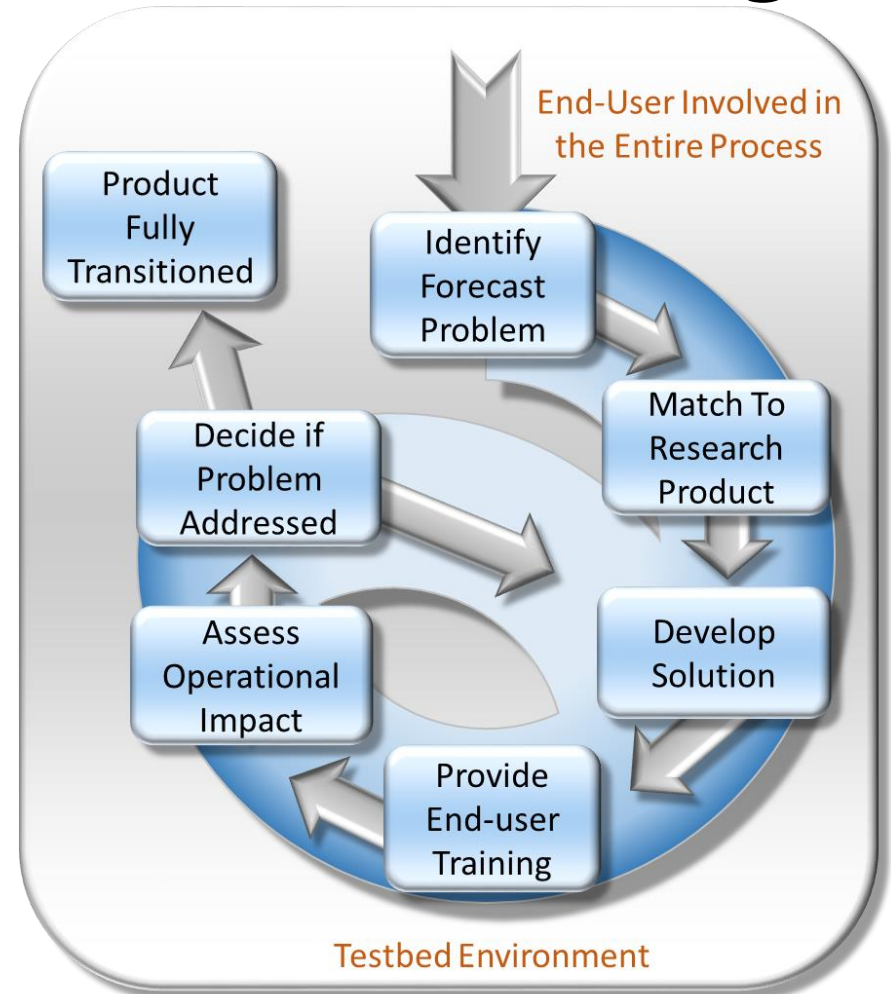 End-User Involved in
the Entire Process
Product
Fully
Transitioned
Identify
Forecast
Problem
Match To
Research
Product
Decide if
Problem
Addressed
Develop
Solution
Assess
Operational
Impact
Provide
End-user
Training
Testbed Environment